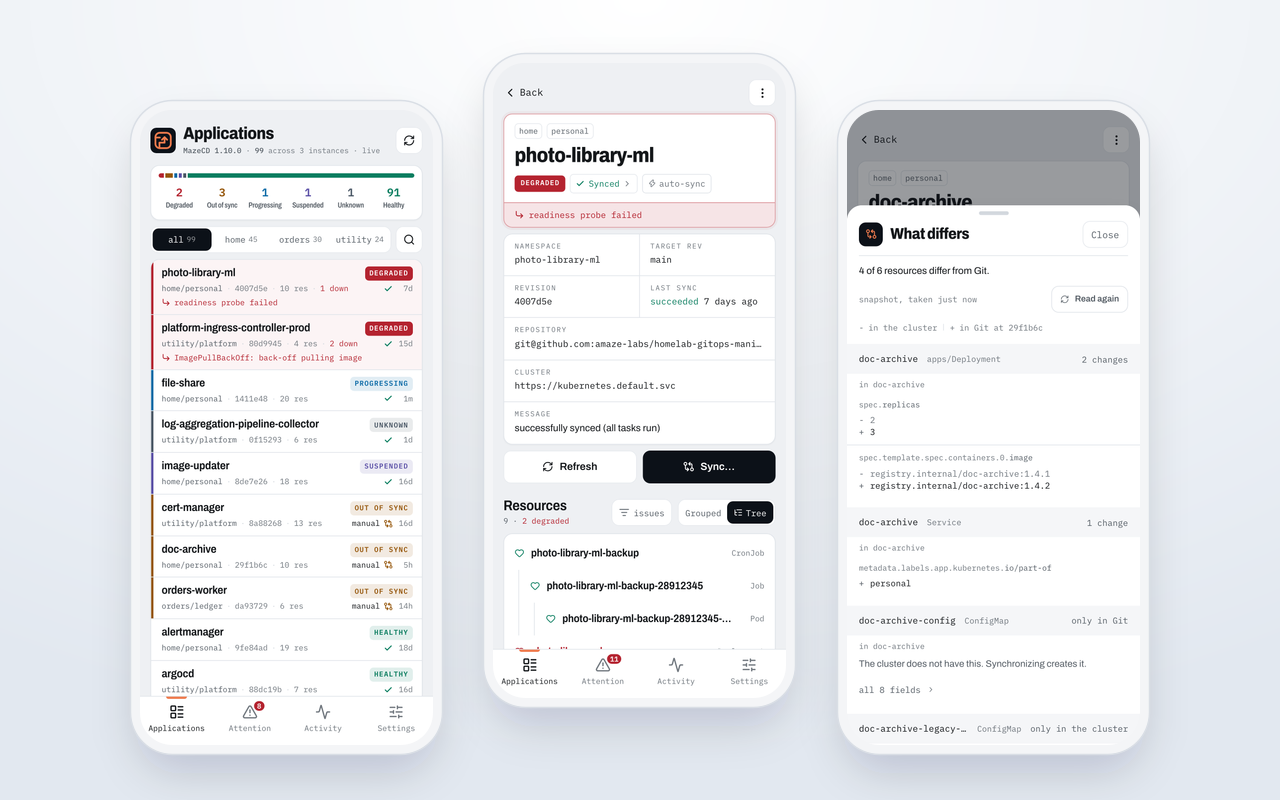 Applications
MazeCD 1.10.0 · 99 across 3 instances · live
2 3 1 1 1 91
Degraded Out of sync Progressing Suspended Unknown Healthy
all 99 home 45 orders 30 utility 24
photo-library-ml DEGRADED
home/personal · 4007d5e · 10 res · 1 down 7d
readiness probe failed
platform-ingress-controller-prod DEGRADED
utility/platform · 80d9945 · 4 res · 2 down 15d
ImagePullBackOff: back-off pulling image
file-share PROGRESSING
home/personal · 1411e48 · 20 res 1m
log-aggregation-pipeline-collector UNKNOWN
utility/platform · 0f15293 · 6 res 1d
image-updater SUSPENDED
home/personal · 8de7e26 · 18 res 16d
cert-manager OUT OF SYNC
utility/platform · 8a88268 · 13 res manual 16d
doc-archive OUT OF SYNC
home/personal · 29f1b6c · 10 res manual 5h
orders-worker OUT OF SYNC
orders/ledger · da93729 · 6 res manual 14h
alertmanager HEALTHY
home/personal · 9fe84ad · 19 res 18d
argocd HEALTHY
utility/platform · 88dc19b · 7 res 16d
8
Applications Attention Activity Settings
Back
home personal
photo-library-ml
DEGRADED Synced auto-sync
readiness probe failed
NAMESPACE TARGET REV
photo-library-ml main
REVISION LAST SYNC
4007d5e succeeded 7 days ago
REPOSITORY
git@github.com:amaze-labs/homelab-gitops-mani…
CLUSTER
https://kubernetes.default.svc
MESSAGE
successfully synced (all tasks run)
Refresh Sync…
Resources issues Grouped Tree
9 · 2 degraded
photo-library-ml-backup CronJob
photo-library-ml-backup-28912345 Job
photo-library-ml-backup-28912345-… Pod
11
Applications Attention Activity Settings
Back
home personal
doc-archive
What differs Close
4 of 6 resources differ from Git.
snapshot, taken just now Read again
- in the cluster + in Git at 29f1b6c
doc-archive apps/Deployment 2 changes
in doc-archive
spec.replicas
- 2
+ 3
spec.template.spec.containers.0.image
- registry.internal/doc-archive:1.4.1
+ registry.internal/doc-archive:1.4.2
doc-archive Service 1 change
in doc-archive
metadata.labels.app.kubernetes.io/part-of
+ personal
doc-archive-config ConfigMap only in Git
in doc-archive
The cluster does not have this. Synchronizing creates it.
all 8 fields
doc-archive-legacy-… ConfigMap only in the cluster